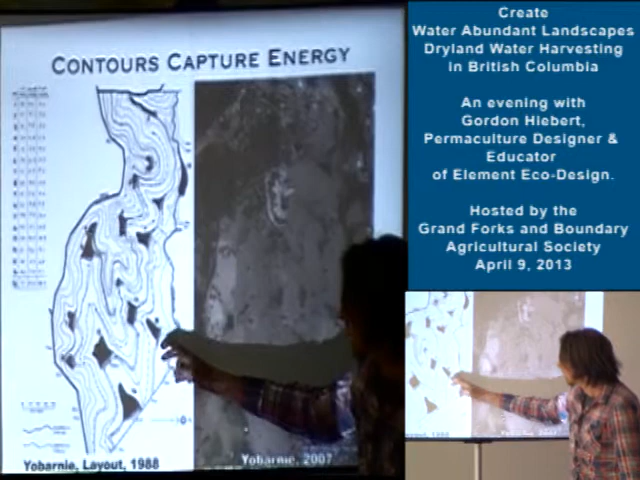 CONTOURS CAPTURE ENERGY
Yobarnie, Layout, 1988
Yobarnie, 2007
Create
Water Abundant Landscapes
Dryland Water Harvesting
in British Columbia
An evening with
Gordon Hiebert,
Permaculture Designer &
Educator
of Element Eco-Design.
Hosted by the
Grand Forks and Boundary
Agricultural Society
April 9, 2013